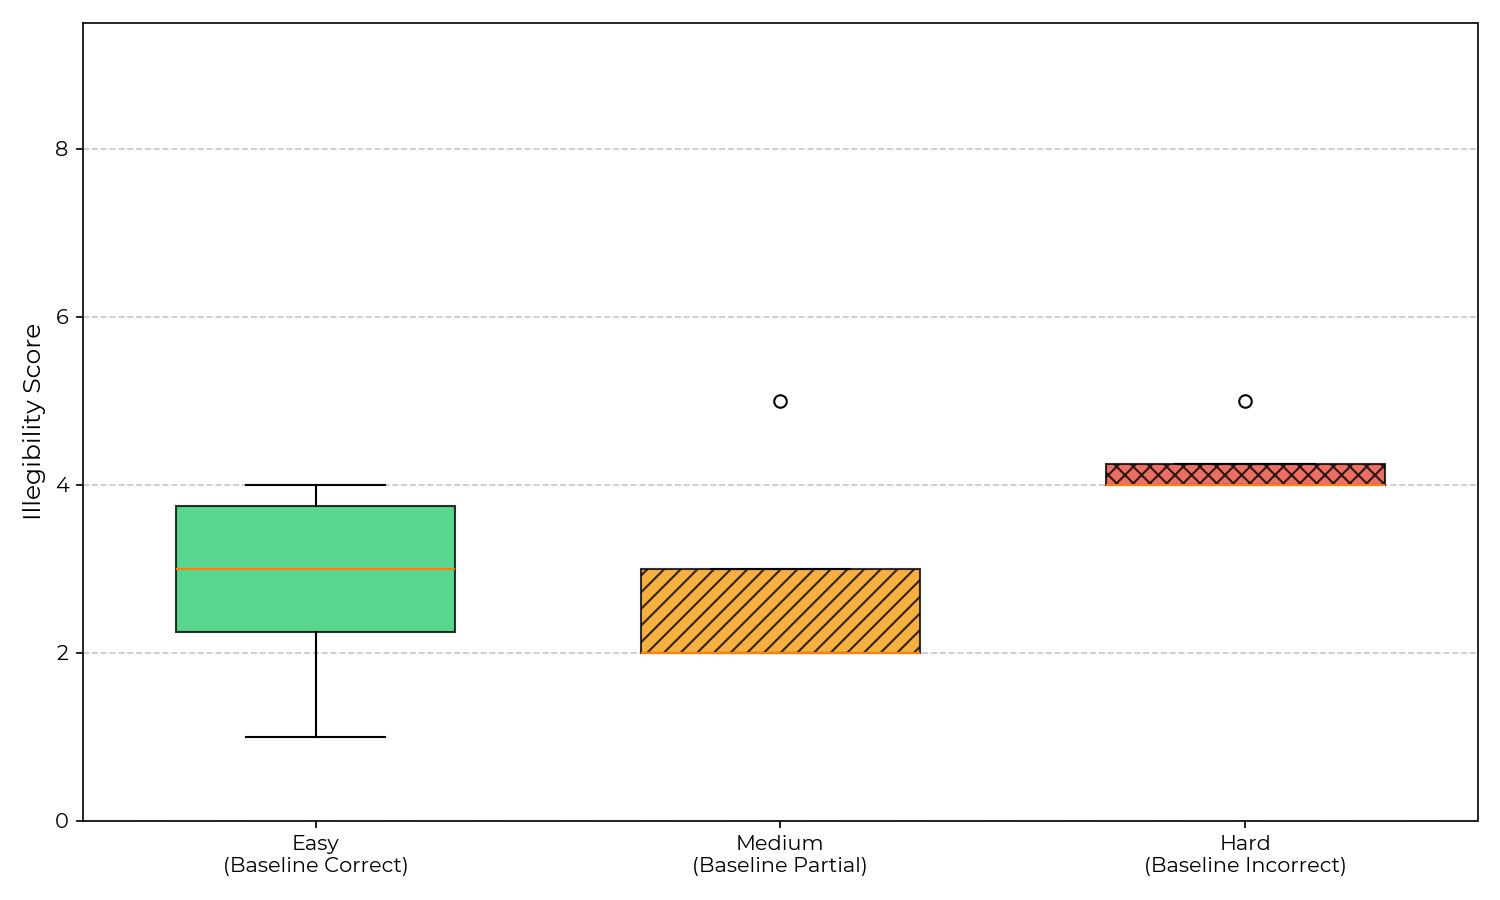 Illegibility Score
8
6
4
2
0
Easy
(Baseline Correct)
Medium
(Baseline Partial)
Hard
(Baseline Incorrect)